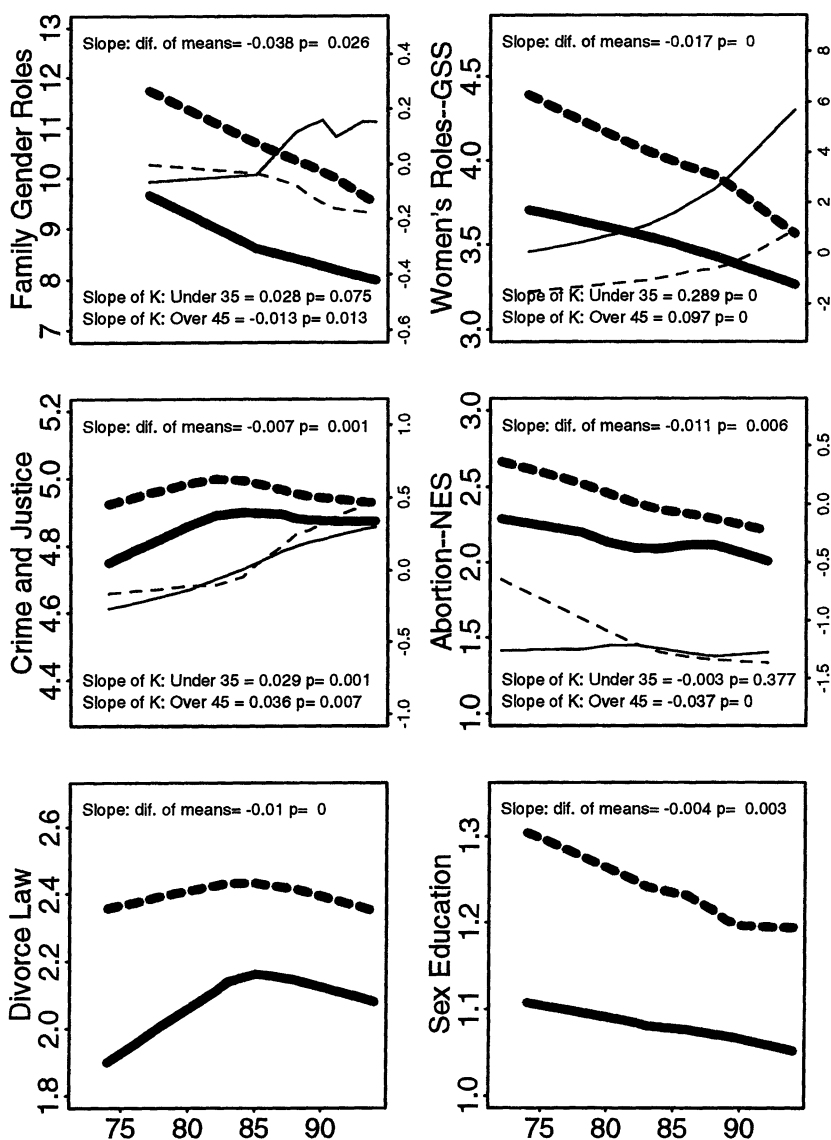 Family Gender Roles
13
12
11
10
9
8
7
Slope: dif. of means= -0.038 p= 0.026
Slope of K: Under 35 = 0.028 p= 0.075
Slope of K: Over 45 = -0.013 p= 0.013
0.4
0.2
0.0
-0.2
-0.4
-0.6
Women's Roles--GSS
4.5
4.0
3.5
3.0
Slope: dif. of means= -0.017 p= 0
Slope of K: Under 35 = 0.289 p= 0
Slope of K: Over 45 = 0.097 p= 0
8
6
4
2
0
-2
Crime and Justice
5.2
5.0
4.8
4.6
4.4
Slope: dif. of means= -0.007 p= 0.001
Slope of K: Under 35 = 0.029 p= 0.001
Slope of K: Over 45 = 0.036 p= 0.007
1.0
0.5
0.0
-0.5
-1.0
Abortion--NES
3.0
2.5
2.0
1.5
1.0
Slope: dif. of means= -0.011 p= 0.006
Slope of K: Under 35 = -0.003 p= 0.377
Slope of K: Over 45 = -0.037 p= 0
0.5
0.0
-0.5
-1.0
-1.5
Divorce Law
2.6
2.4
2.2
2.0
1.8
Slope: dif. of means= -0.01 p= 0
75 80 85 90
Sex Education
1.3
1.2
1.1
1.0
Slope: dif. of means= -0.004 p= 0.003
75 80 85 90